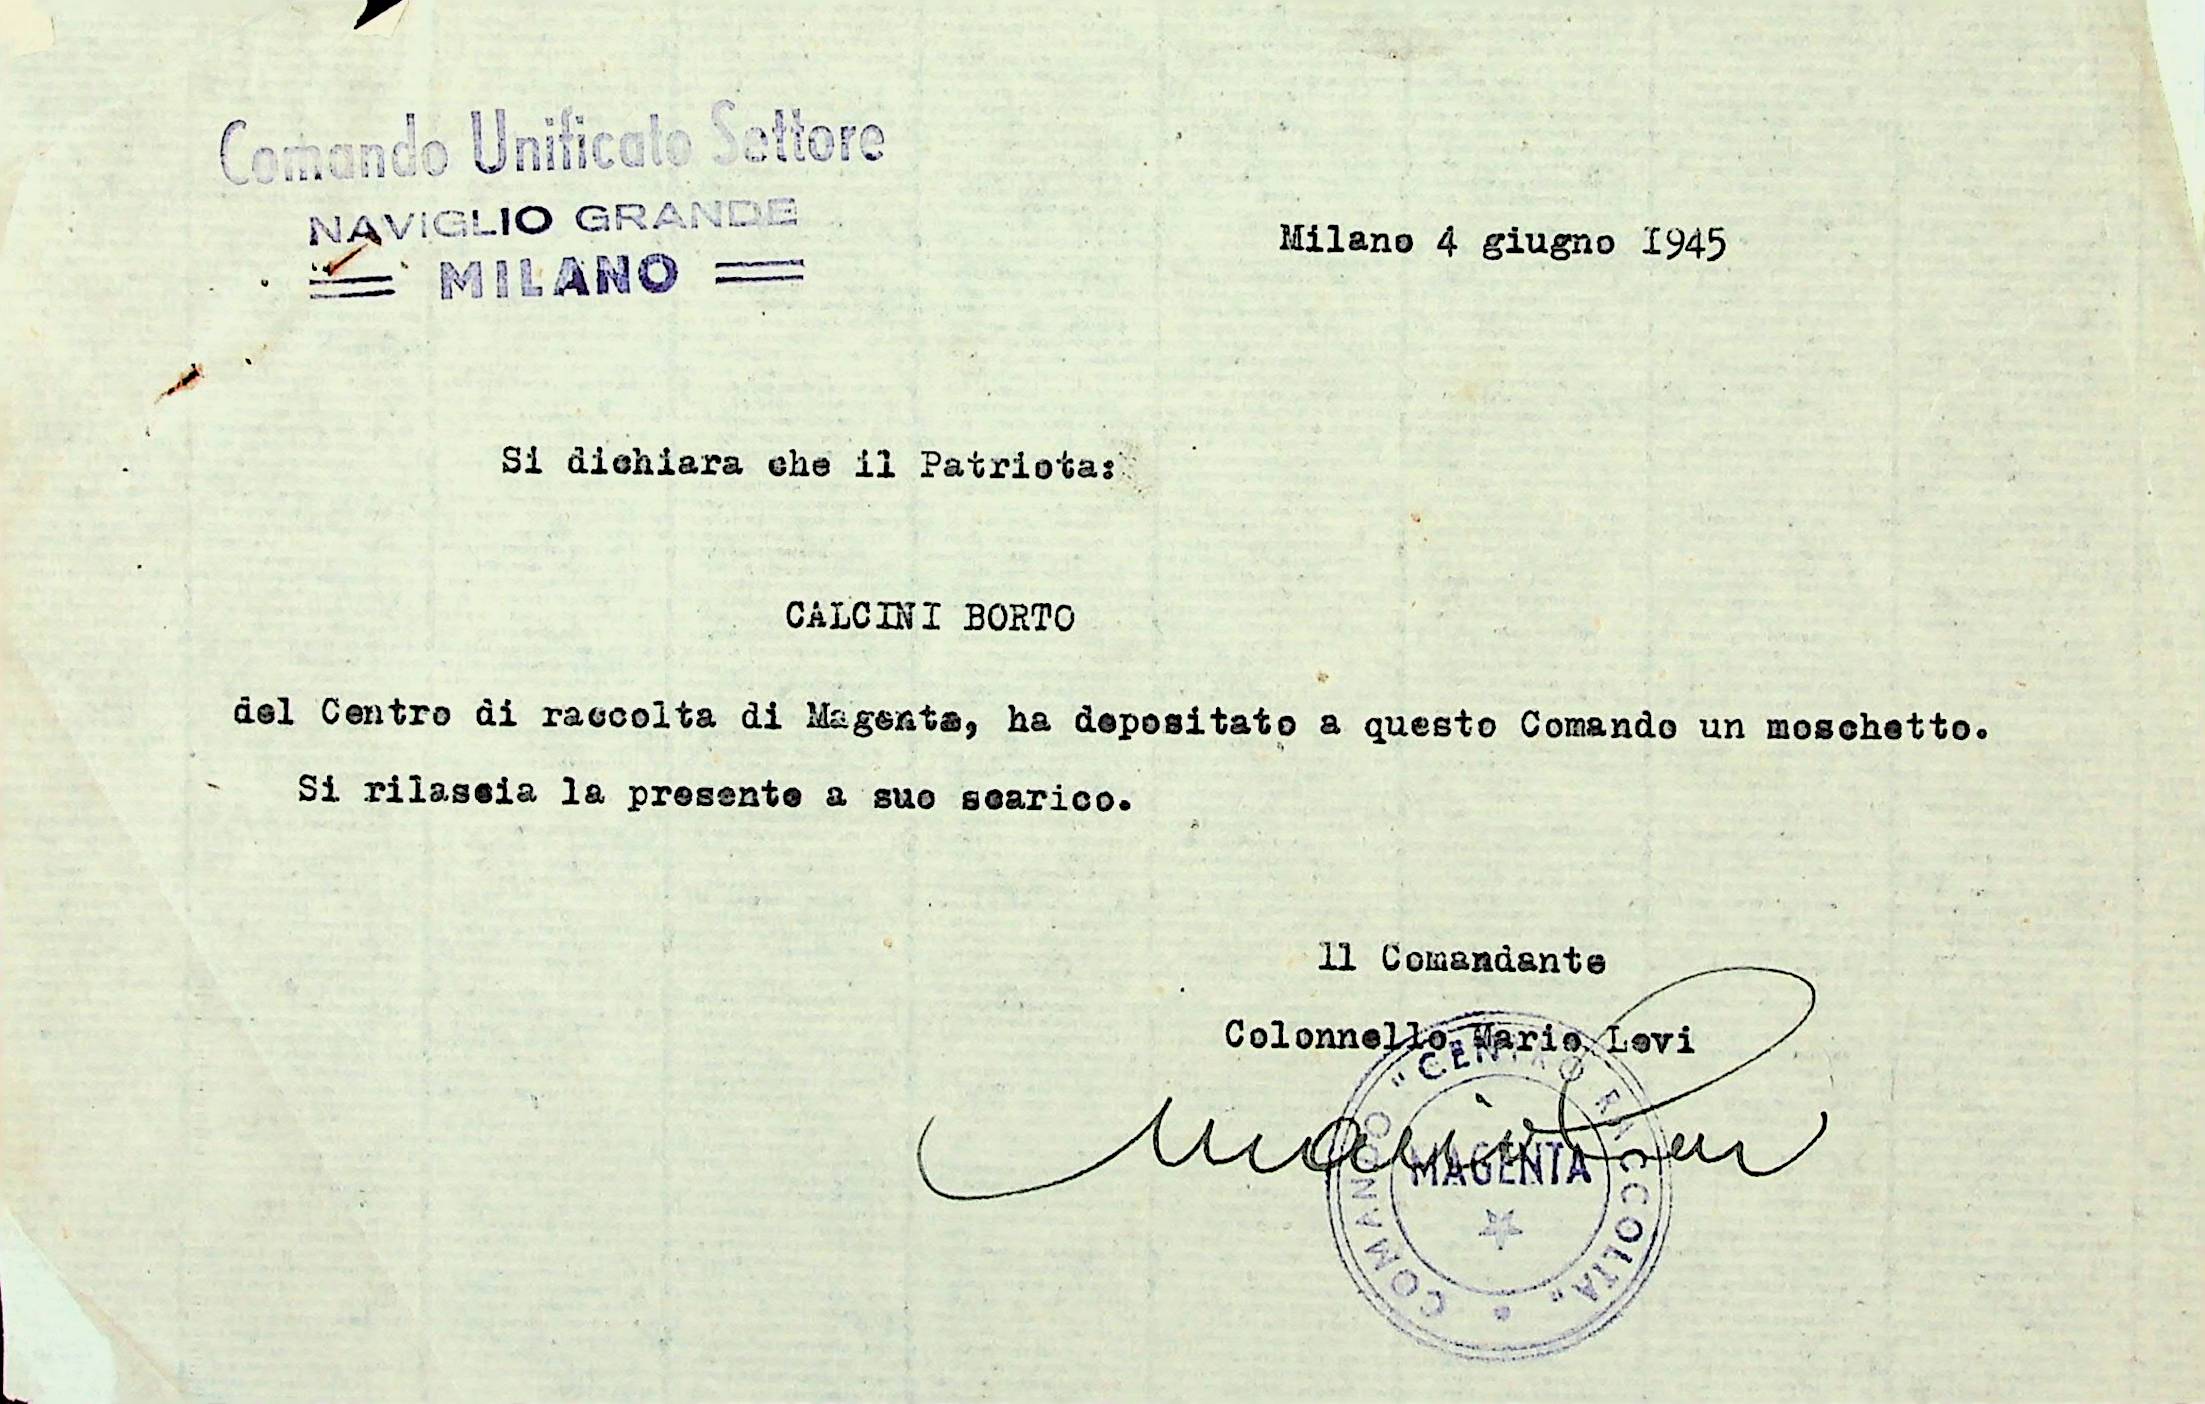 Comando Unificato Settore
NAVIGLIO GRANDE
MILANO
Milano 4 giugno 1945
Si dichiara che il Patriota:
CALCINI BORTO
del Centro di raccolta di Magenta, ha depositato a questo Comando un moschetto.
Si rilascia la presente a suo scarico.
Il Comandante
Colonnello Mario Levi
Mario Levi
COMANDO "CENTRO RACCOLTA"
MAGENTA